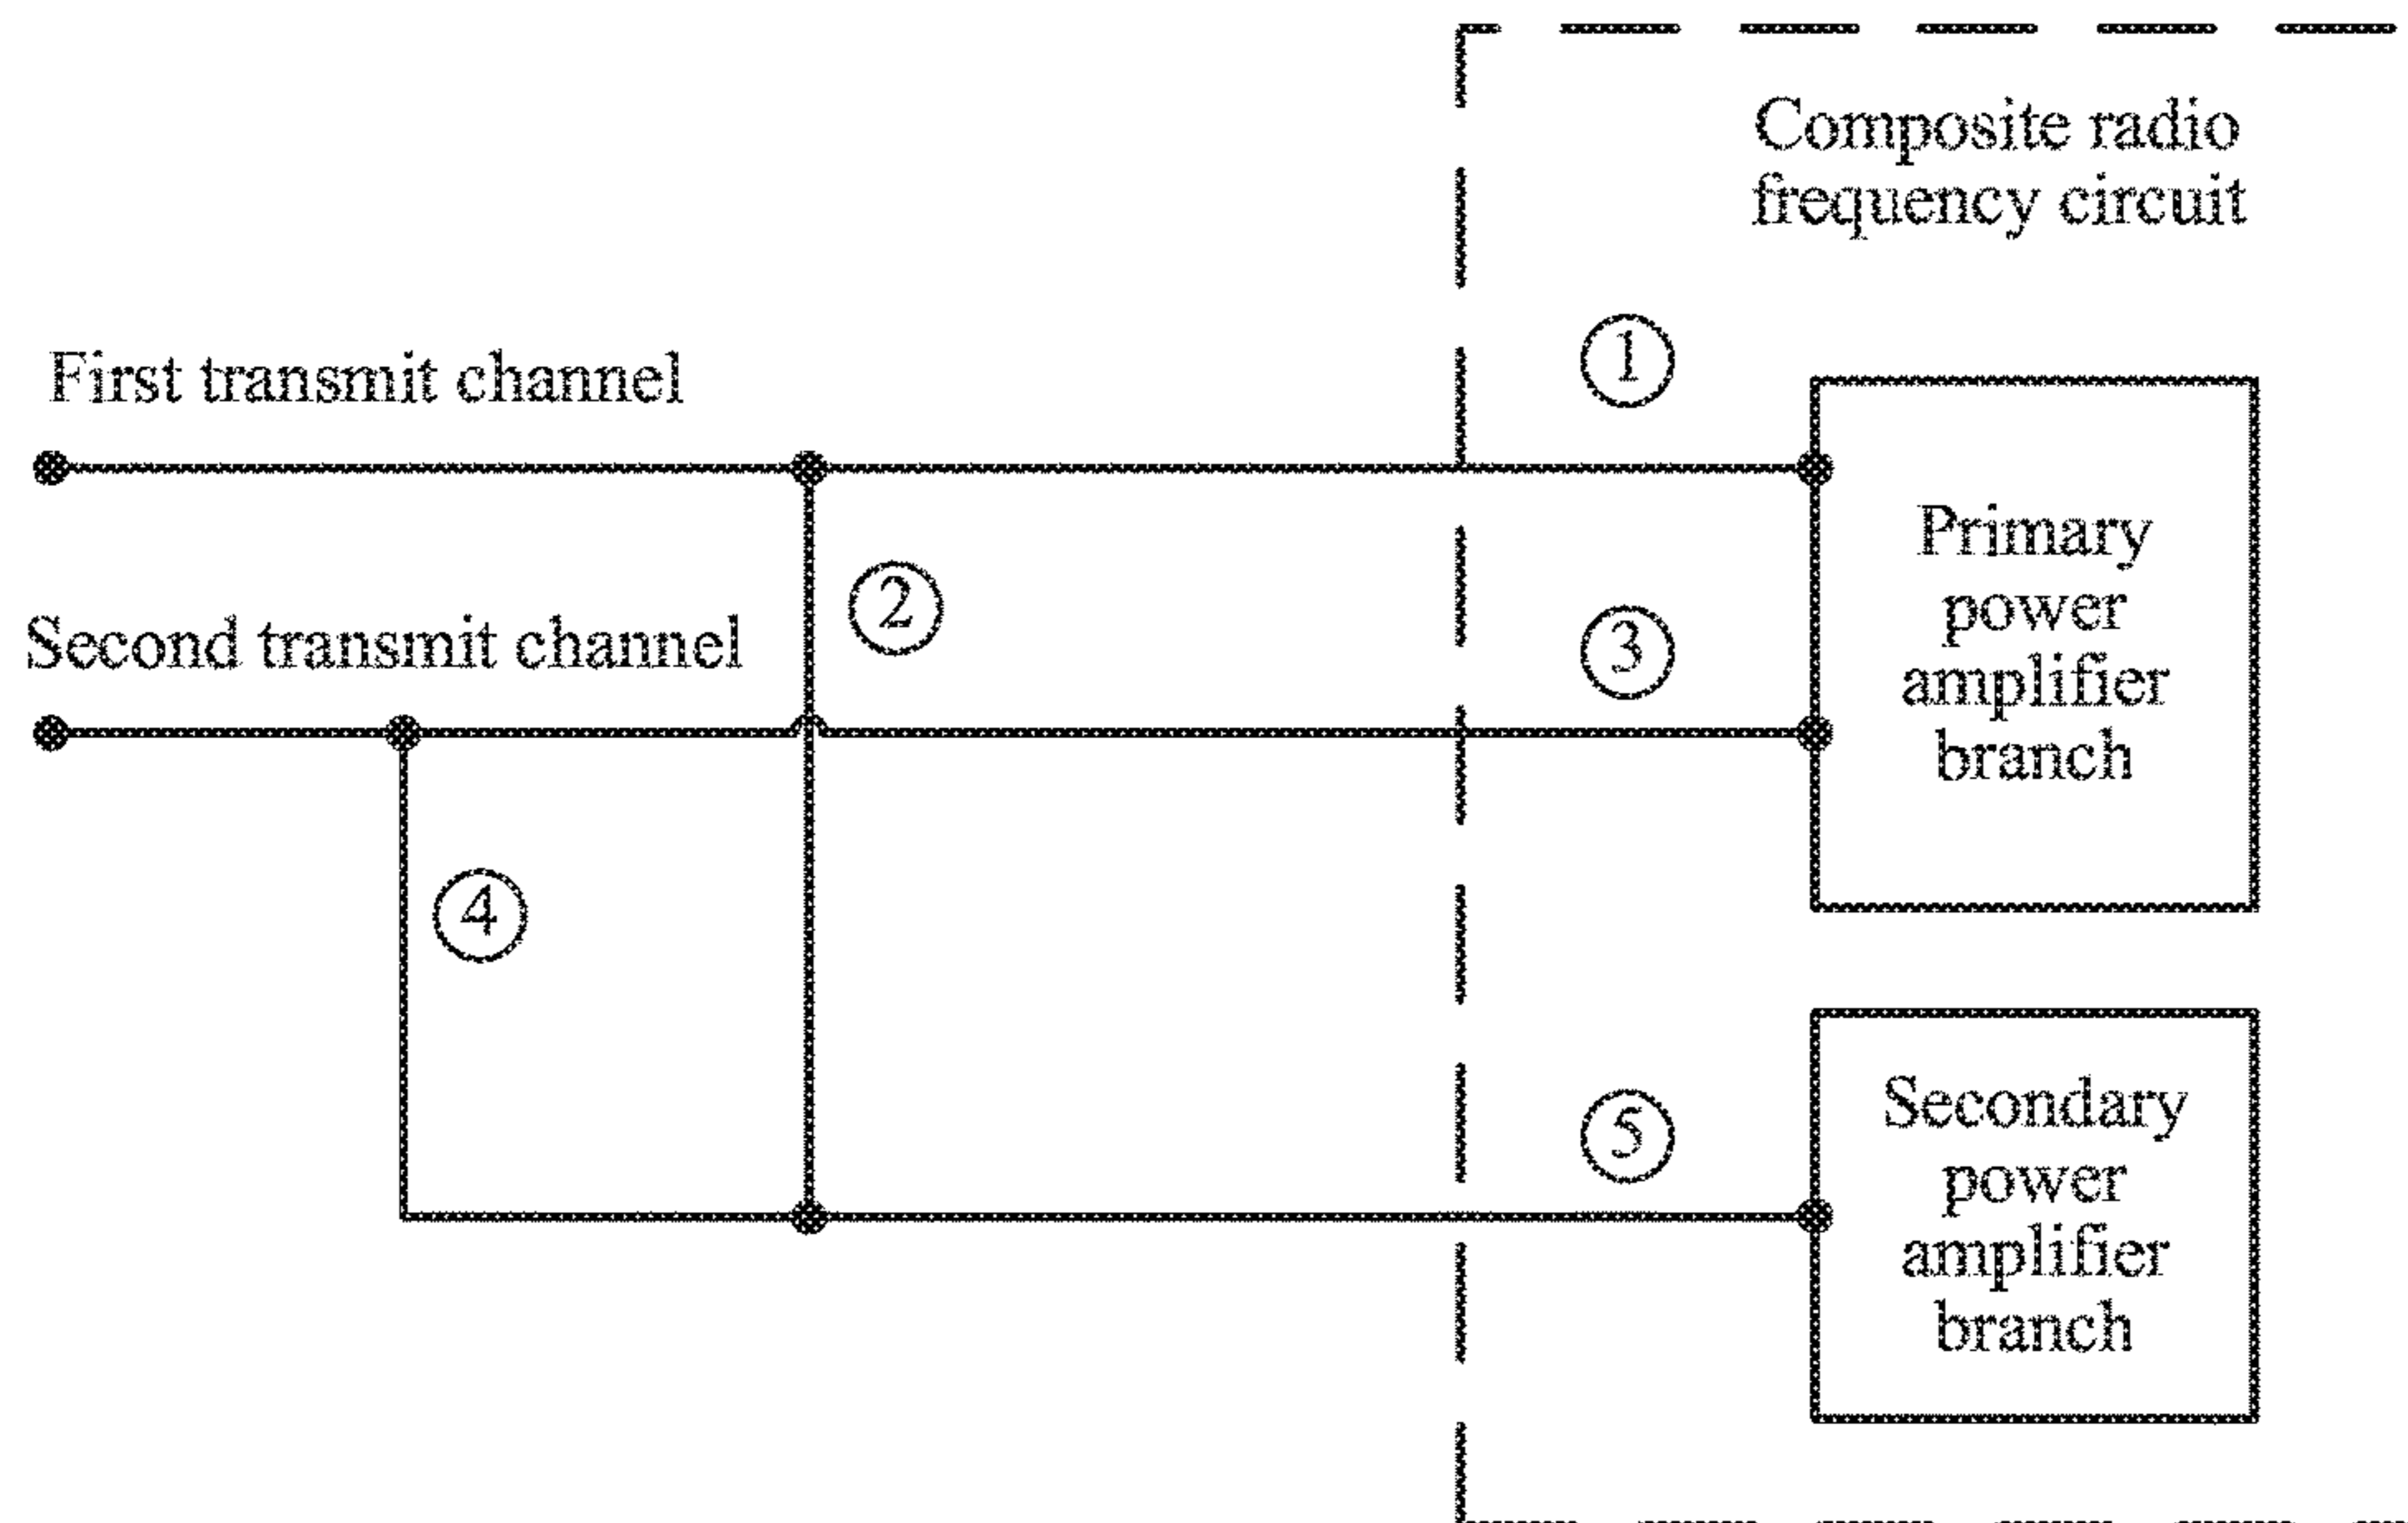 Composite radio
frequency circuit
①
First transmit channel
Primary
power
amplifier
branch
②
③
Second transmit channel
④
⑤
Secondary
power
amplifier
branch